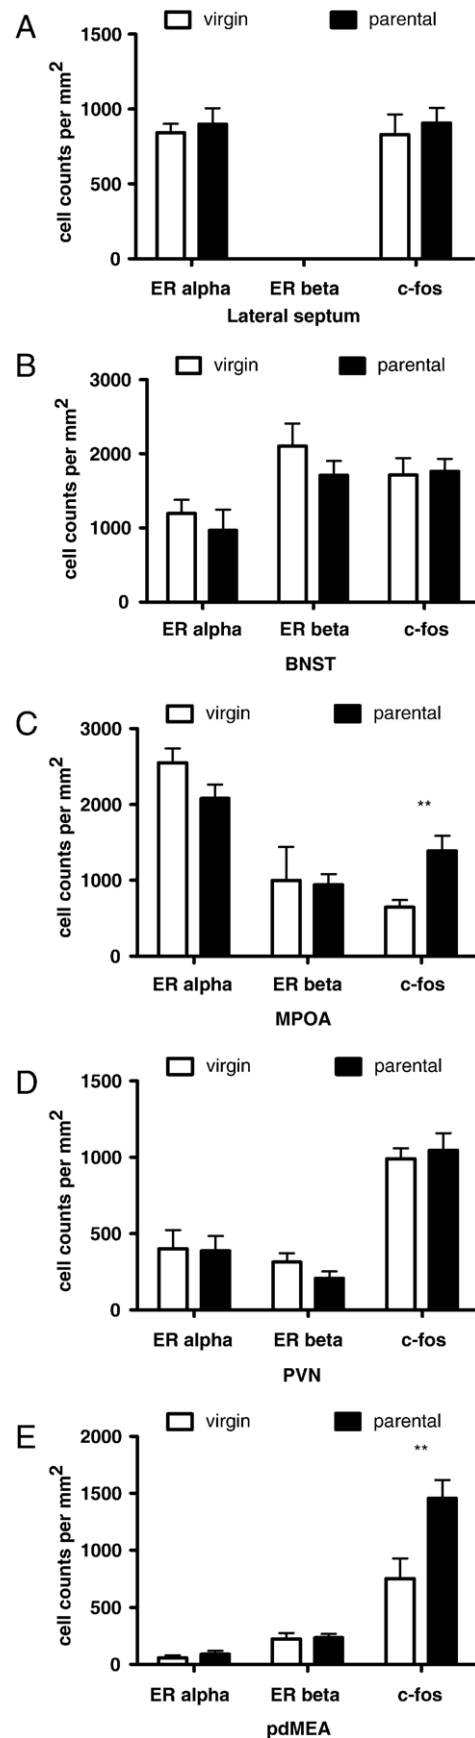 A
virgin parental
cell counts per mm2
1500
1000
500
0
ER alpha ER beta c-fos
Lateral septum
B
virgin parental
cell counts per mm2
3000
2000
1000
0
ER alpha ER beta c-fos
BNST
C
virgin parental
cell counts per mm2
3000
2000
1000
0
**
ER alpha ER beta c-fos
MPOA
D
virgin parental
cell counts per mm2
1500
1000
500
0
ER alpha ER beta c-fos
PVN
E
virgin parental
cell counts per mm2
2000
1500
1000
500
0
**
ER alpha ER beta c-fos
pdMEA